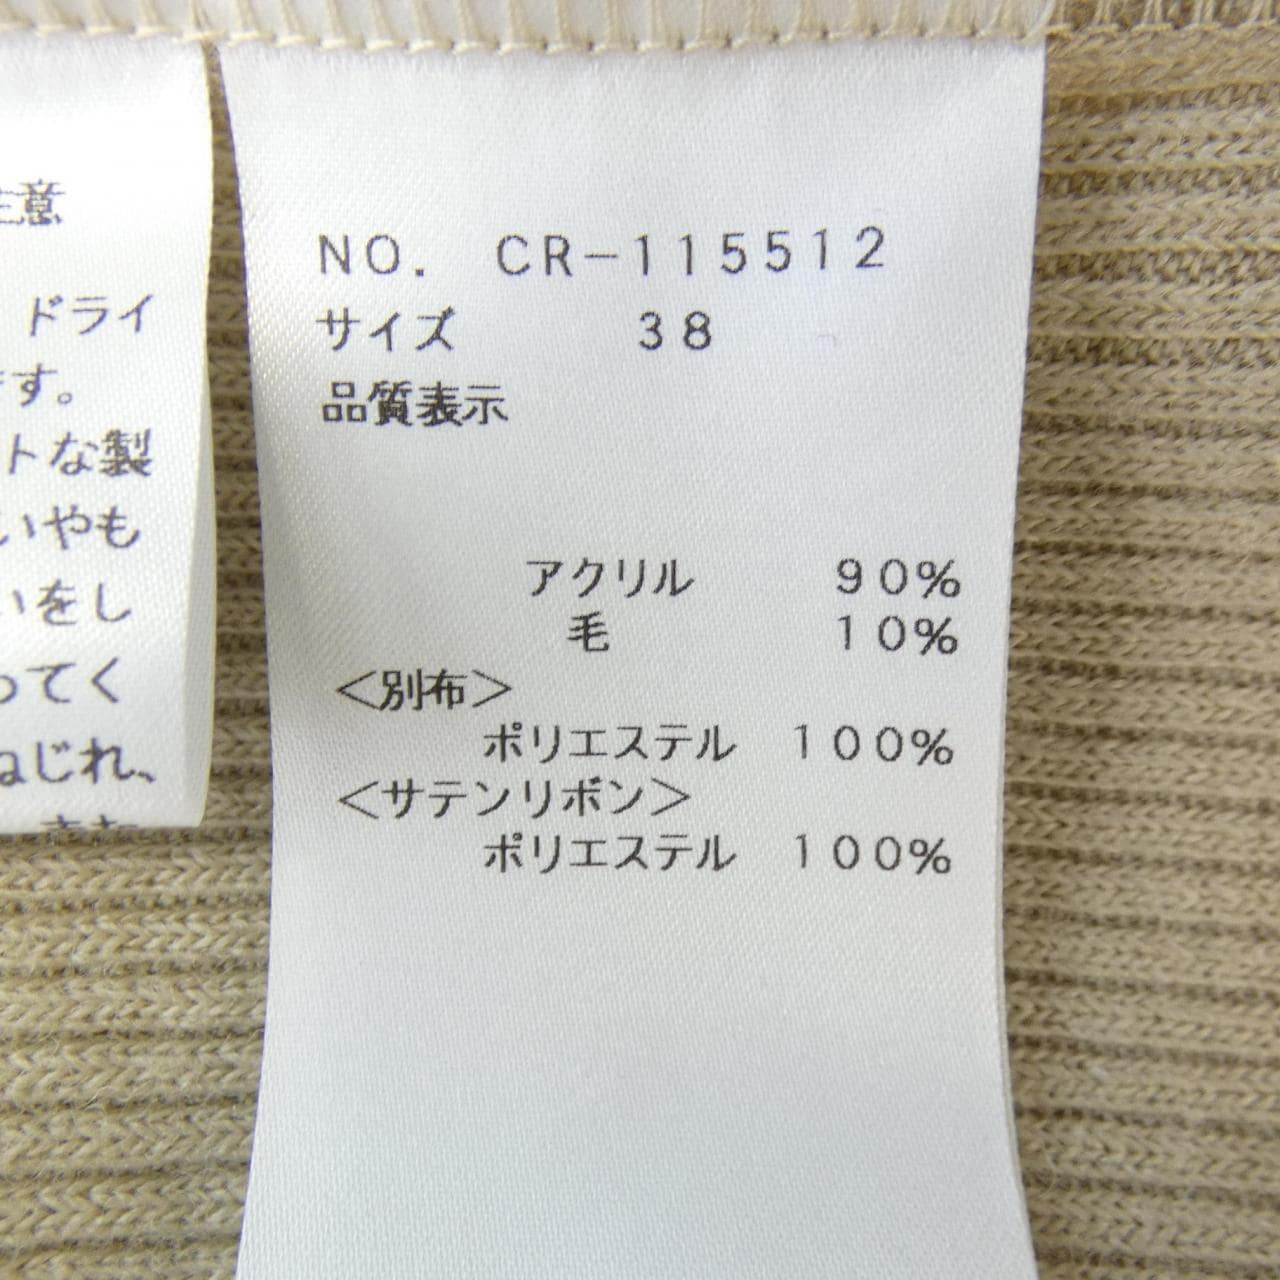 注意
ドライ
ます。
トな製
いやも
いをし
ってく
ねじれ、
NO. CR-115512
サイズ 38
品質表示
アクリル 90%
毛 10%
<別布>
ポリエステル 100%
<サテンリボン>
ポリエステル 100%